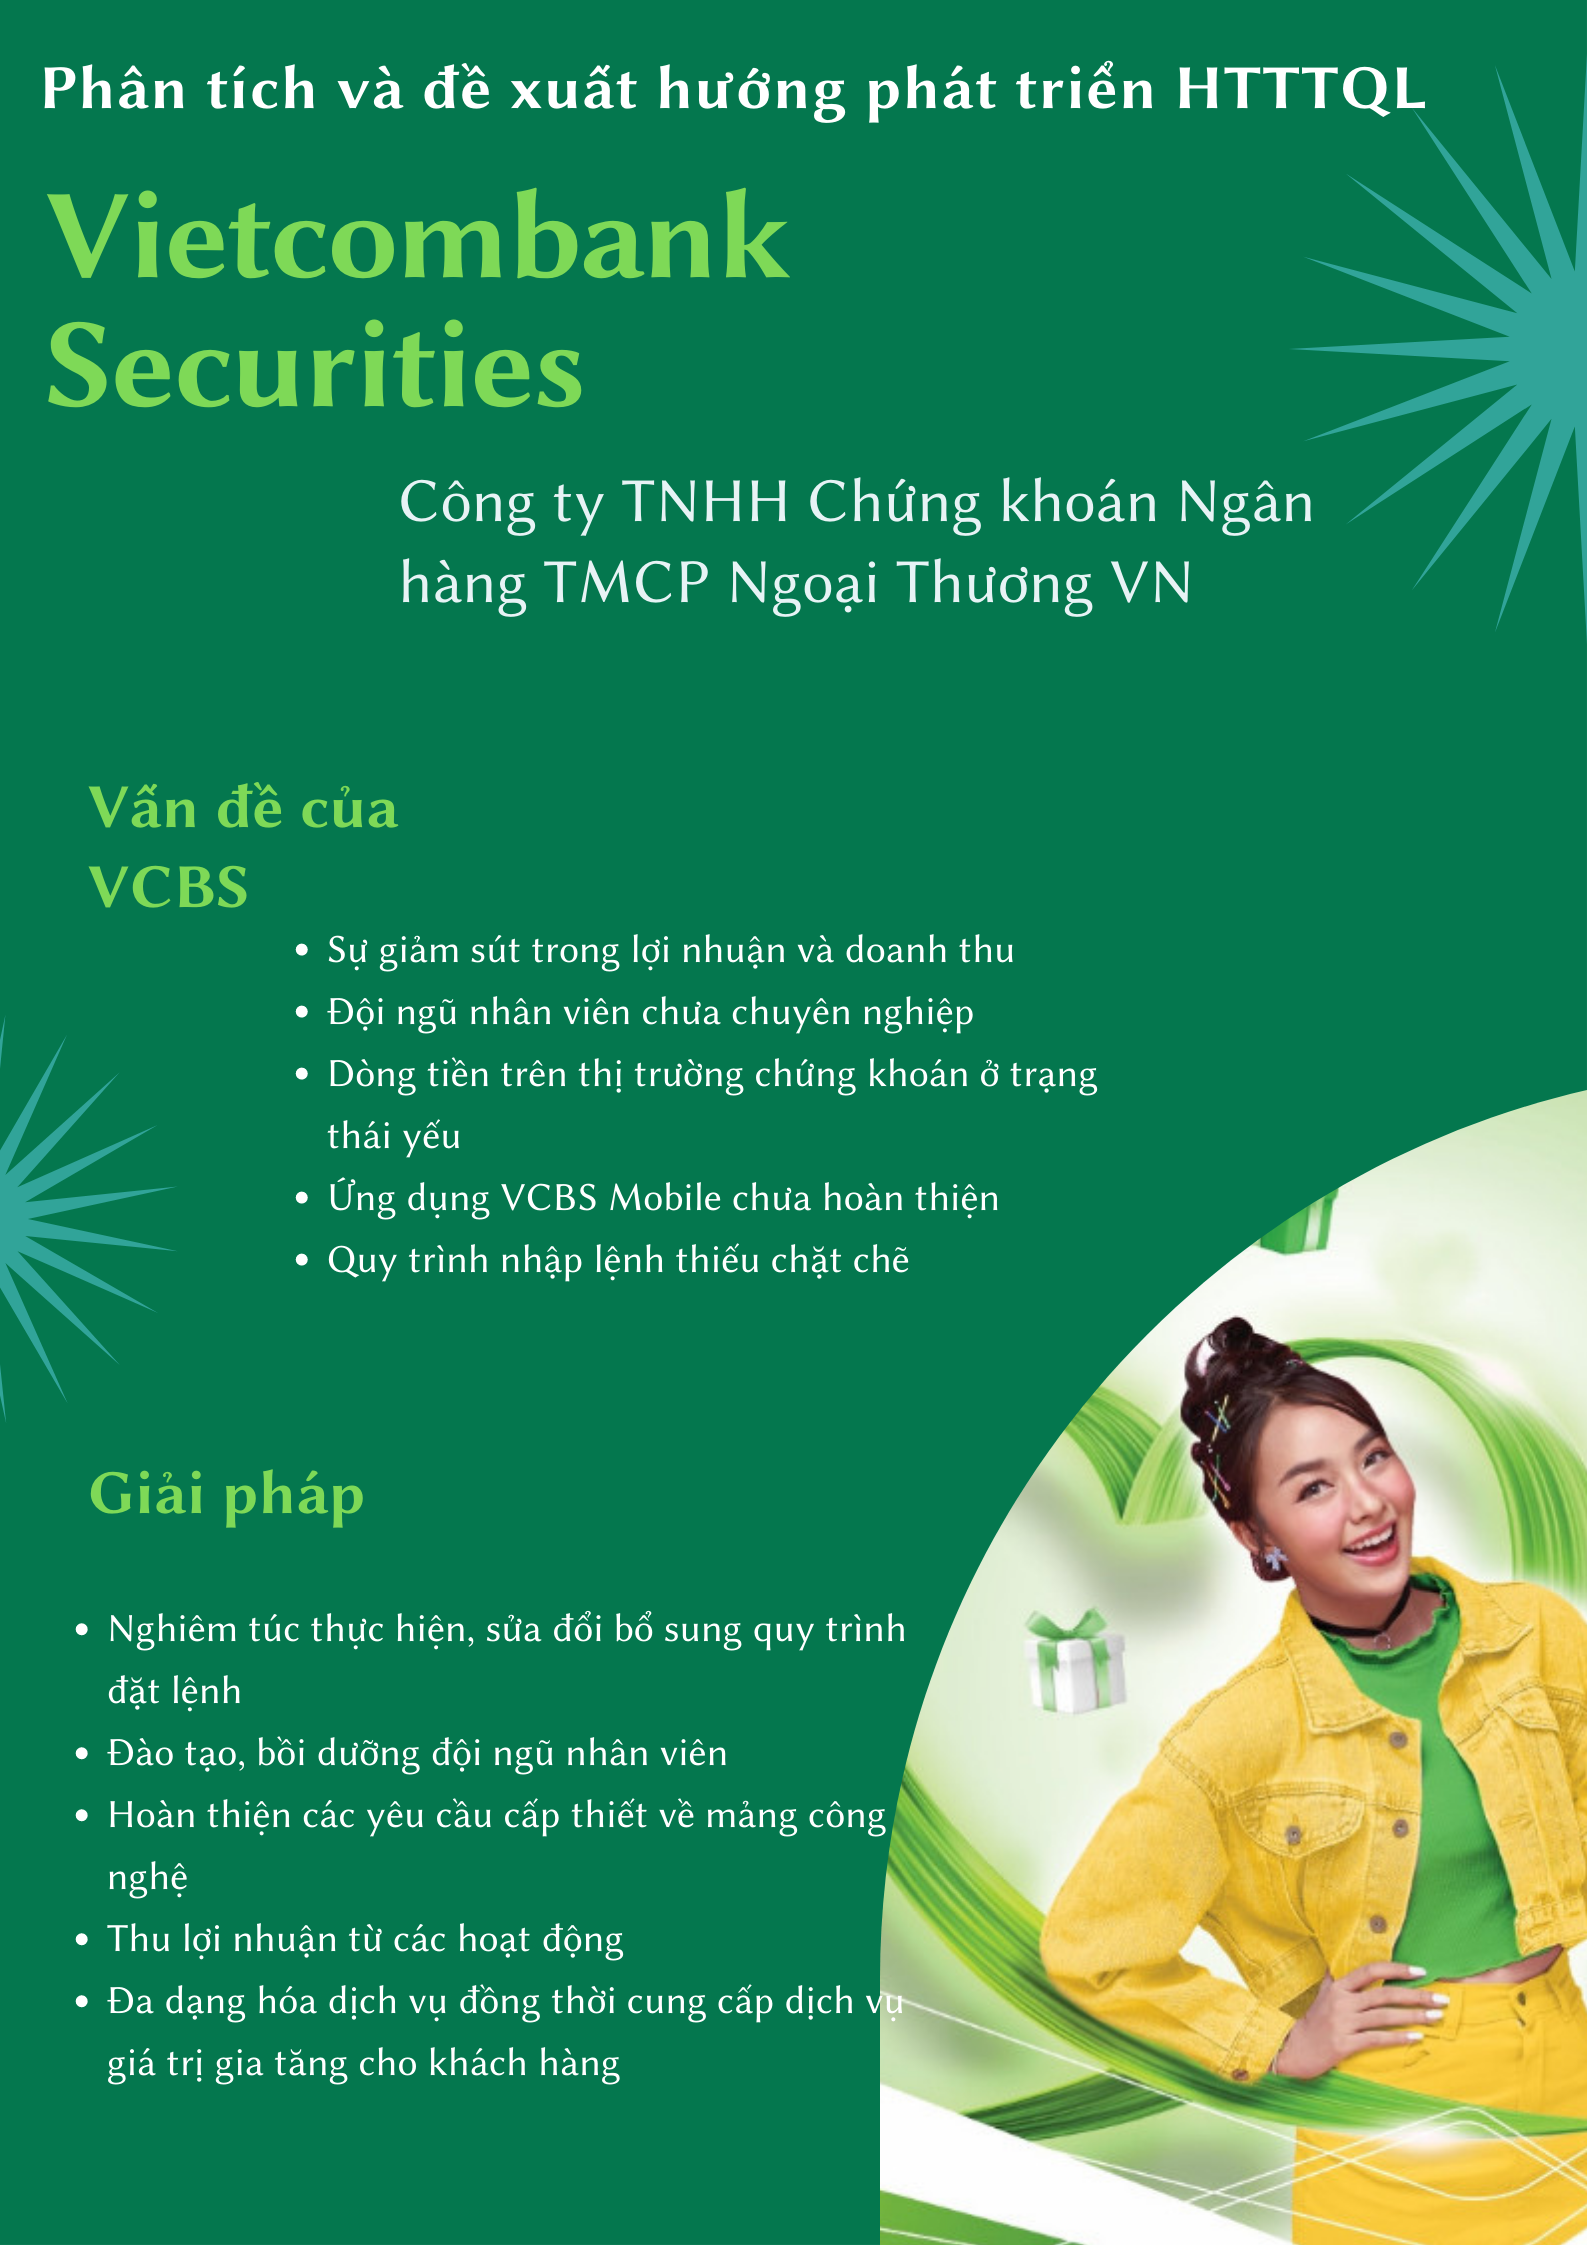 Phân tích và đề xuất hướng phát triển HTTTQL
Vietcombank
Securities
Công ty TNHH Chứng khoán Ngân
hàng TMCP Ngoại Thương VN
Vấn đề của
VCBS
• Sự giảm sút trong lợi nhuận và doanh thu
• Đội ngũ nhân viên chưa chuyên nghiệp
• Dòng tiền trên thị trường chứng khoán ở trạng
thái yếu
• Ứng dụng VCBS Mobile chưa hoàn thiện
• Quy trình nhập lệnh thiếu chặt chẽ
Giải pháp
• Nghiêm túc thực hiện, sửa đổi bổ sung quy trình
đặt lệnh
• Đào tạo, bồi dưỡng đội ngũ nhân viên
• Hoàn thiện các yêu cầu cấp thiết về mảng công
nghệ
• Thu lợi nhuận từ các hoạt động
• Đa dạng hóa dịch vụ đồng thời cung cấp dịch vụ
giá trị gia tăng cho khách hàng